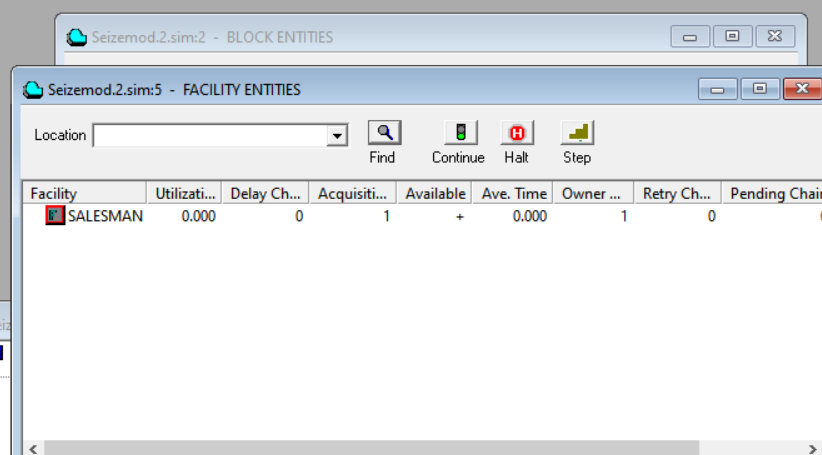 Seizemod.2.sim:2 - BLOCK ENTITIES
Seizemod.2.sim:5 - FACILITY ENTITIES
Location Find Continue Halt Step
Facility Utilizati... Delay Ch... Acquisiti... Available Ave. Time Owner ... Retry Ch... Pending Chai
SALESMAN 0.000 0 1 + 0.000 1 0